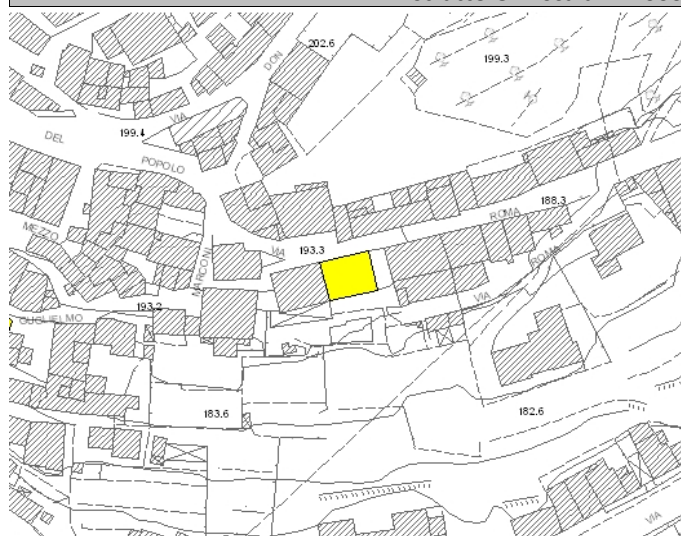 202.6
DON
199.3
VIA
199.4
DEL
POPOLO
188.3
ROMA
MEZZO
193.3
VIA
MARCONI
ROMA
VIA
193.2
GUGLIELMO
183.6
182.6
VIA